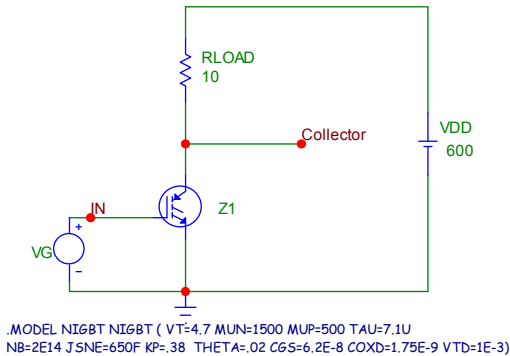 RLOAD
10
Collector
VDD
600
IN
Z1
VG
+
-
.MODEL NIGBT NIGBT ( VT=4.7 MUN=1500 MUP=500 TAU=7.1U
NB=2E14 JSNE=650F KP=.38 THETA=.02 CGS=6.2E-8 COXD=1.75E-9 VTD=1E-3)